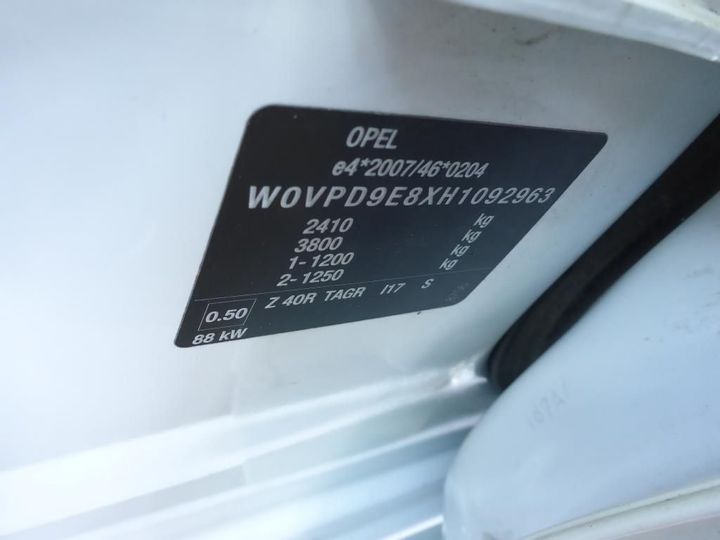 OPEL
e4*2007/46*0204
W0VPD9E8XH1092963
2410 kg
3800 kg
1-1200 kg
2-1250 kg
0.50 Z 40R TAGR I17 S
88 kW